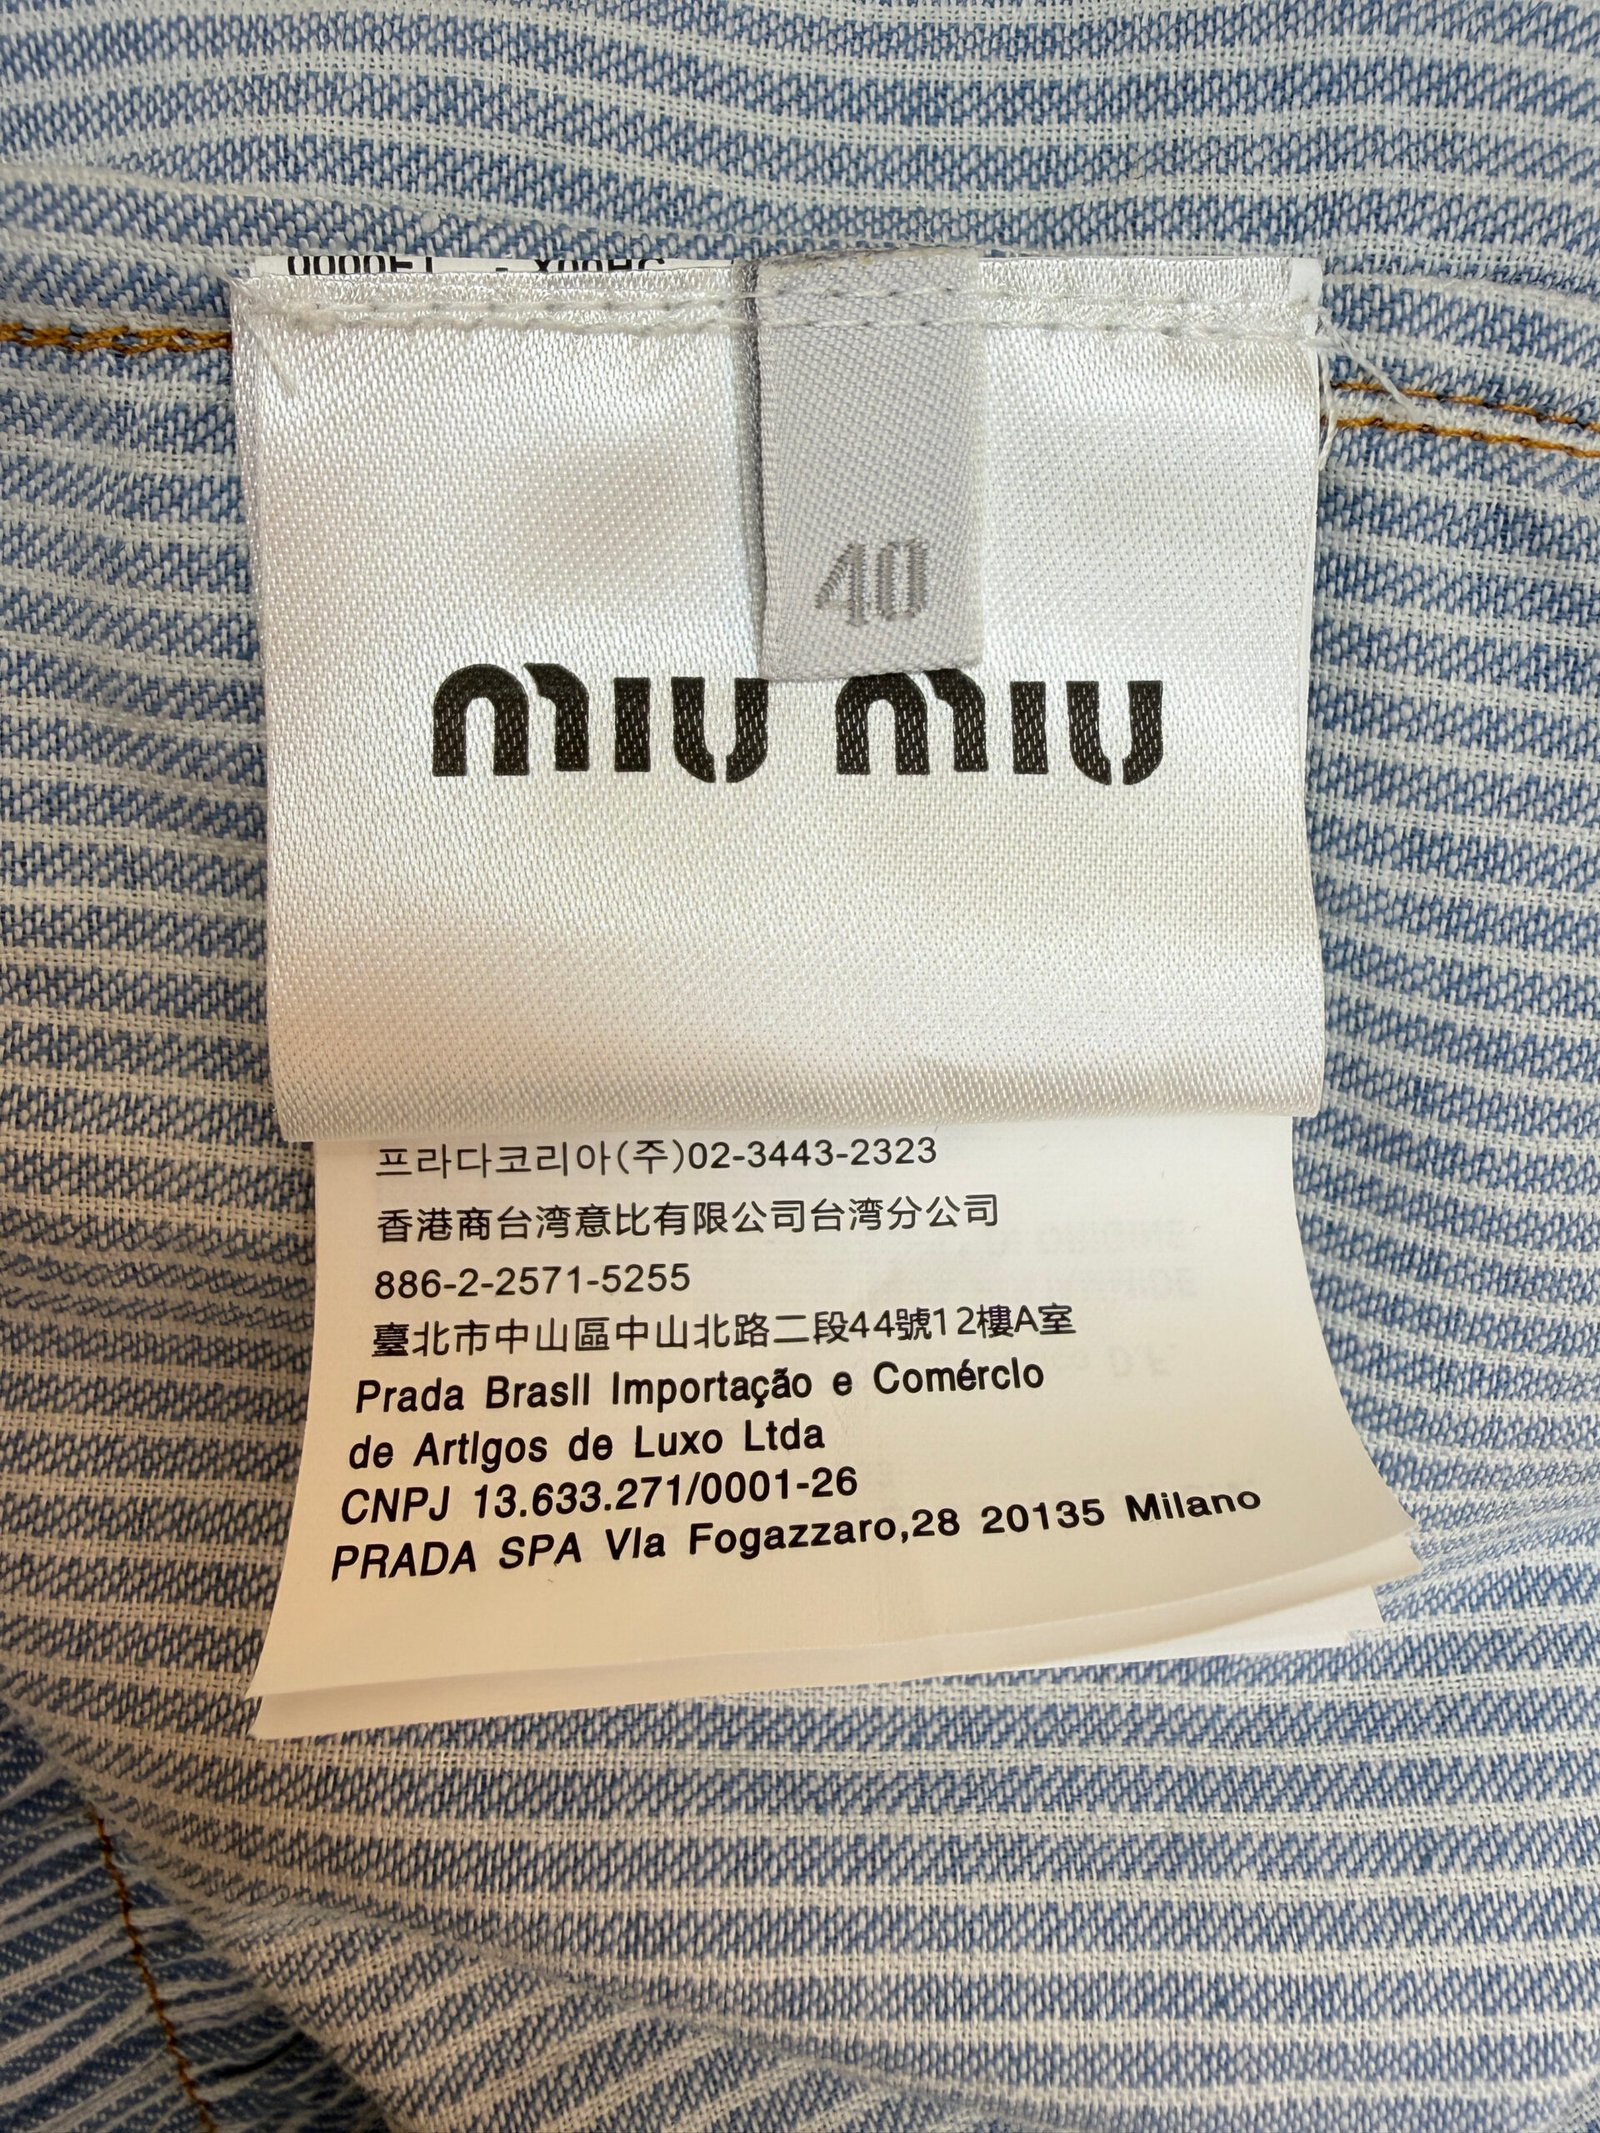 40
miu miu
프라다코리아(주)02-3443-2323
香港商台湾意比有限公司台湾分公司
886-2-2571-5255
臺北市中山區中山北路二段44號12樓A室
Prada Brasil Importação e Comércio
de Artigos de Luxo Ltda
CNPJ 13.633.271/0001-26
PRADA SPA Via Fogazzaro,28 20135 Milano